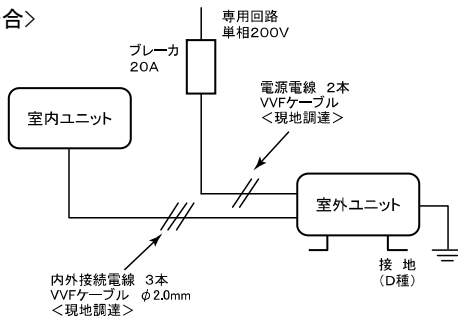 合>
専用回路
単相200V
ブレーカ
20A
電源電線 2本
VVFケーブル
<現地調達>
室内ユニット
室外ユニット
接 地
(D種)
内外接続電線 3本
VVFケーブル φ2.0mm
<現地調達>